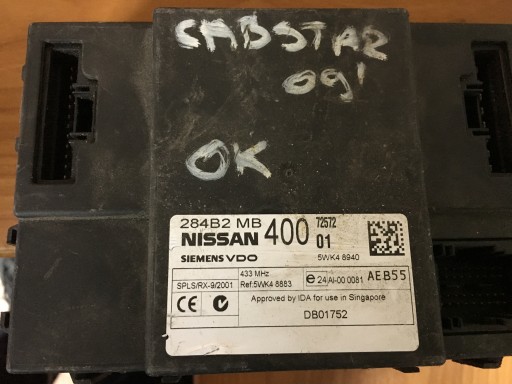 CABSTAR
09'
OK
284B2 MB
NISSAN 400 72572
01
SIEMENS VDO 5WK4 8940
433 MHz
SPLS/RX-9/2001 Ref:5WK4 8883 e24 AI-00 0081 AEB55
CE Approved by IDA for use in Singapore
DB01752